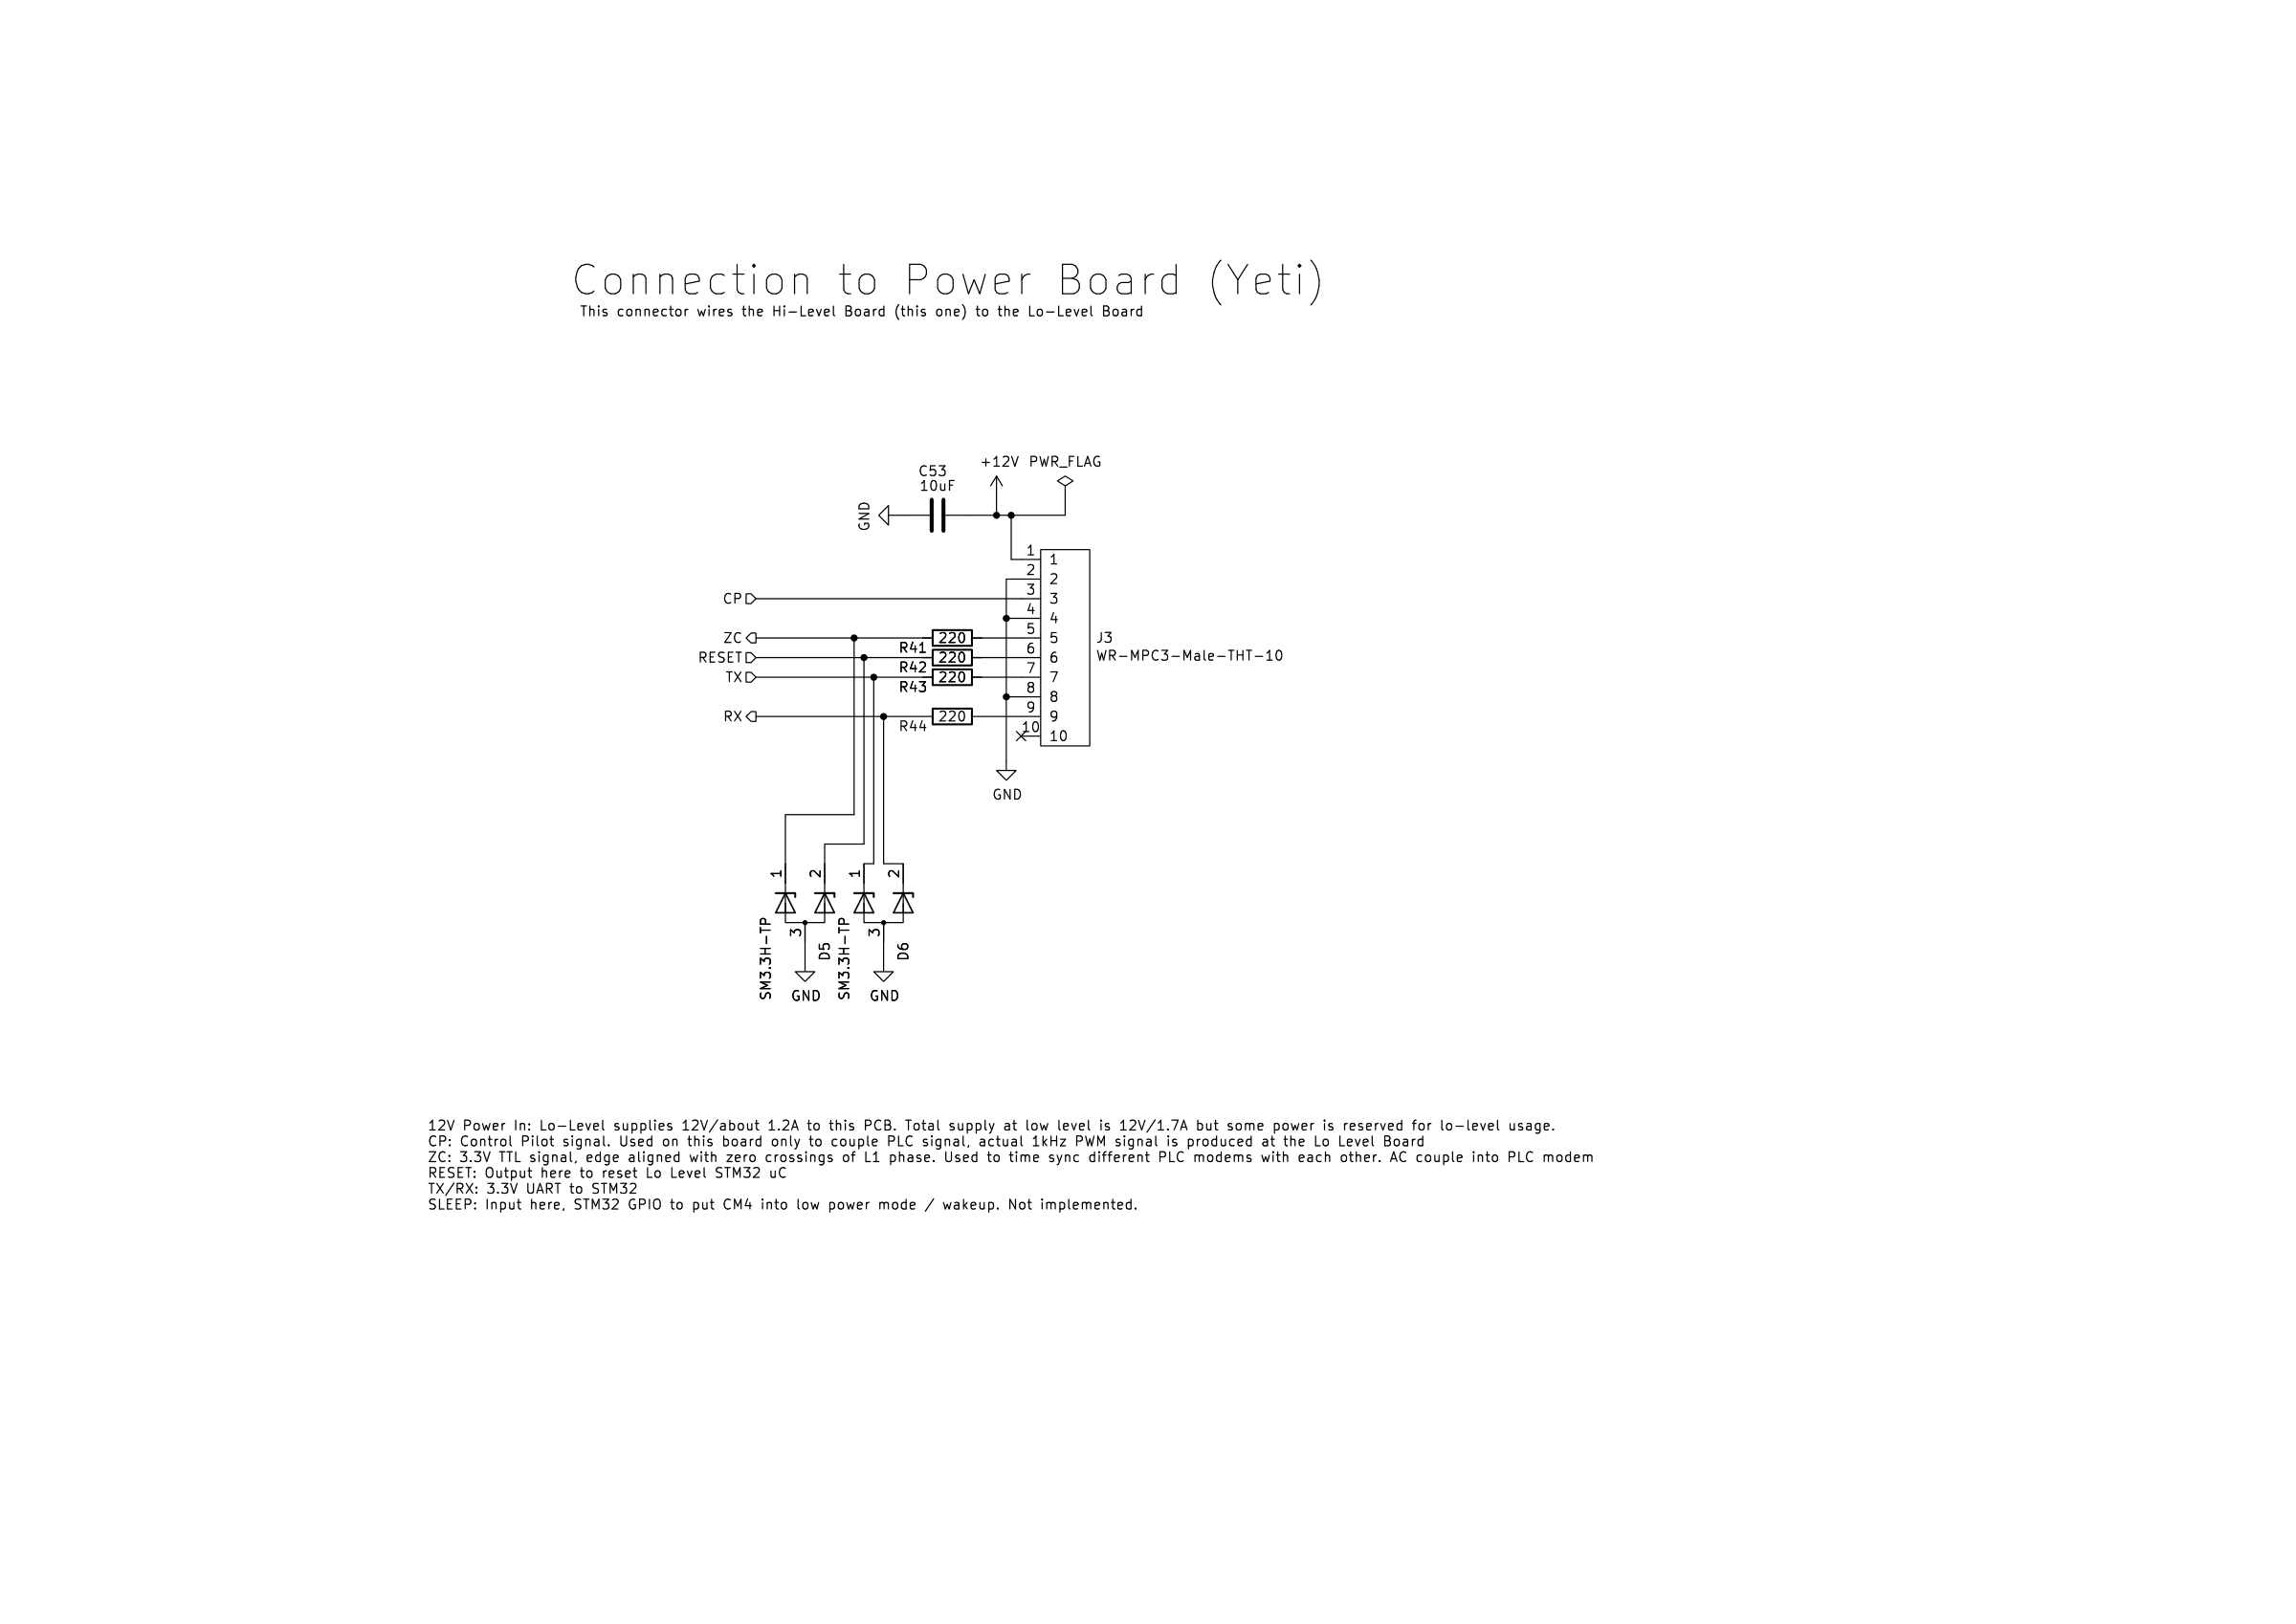 Connection to Power Board (Yeti)
This connector wires the Hi-Level Board (this one) to the Lo-Level Board
+12V PWR_FLAG
C53
10uF
GND
1 1
2 2
CP 3 3
4 4
ZC 220 5 5
J3
R41
RESET 220 6 6
WR-MPC3-Male-THT-10
R42
TX 220 7 7
R43
8 8
RX 220 9 9
R44
10 10
GND
1 2 1 2
3 3
SM3.3H-TP D5 SM3.3H-TP D6
GND GND
12V Power In: Lo-Level supplies 12V/about 1.2A to this PCB. Total supply at low level is 12V/1.7A but some power is reserved for lo-level usage.
CP: Control Pilot signal. Used on this board only to couple PLC signal, actual 1kHz PWM signal is produced at the Lo Level Board
ZC: 3.3V TTL signal, edge aligned with zero crossings of L1 phase. Used to time sync different PLC modems with each other. AC couple into PLC modem
RESET: Output here to reset Lo Level STM32 uC
TX/RX: 3.3V UART to STM32
SLEEP: Input here, STM32 GPIO to put CM4 into low power mode / wakeup. Not implemented.